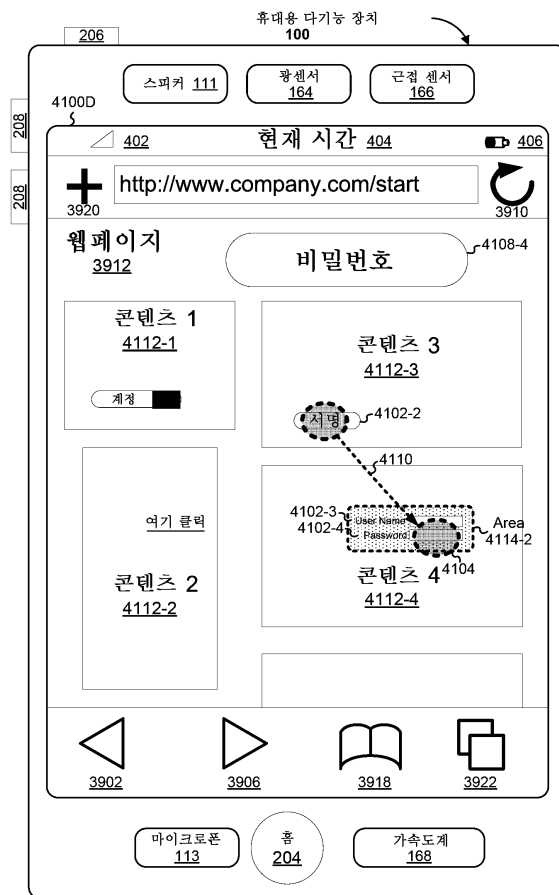 휴대용 다기능 장치
100
206
스피커 111
광센서
164
근접 센서
166
4100D
208
208
402
현재 시간 404
406
http://www.company.com/start
3920
3910
웹페이지
3912
비밀번호
4108-4
콘텐츠 1
4112-1
계정
콘텐츠 3
4112-3
서명
4102-2
4110
여기 클릭
콘텐츠 2
4112-2
4102-3
User Name
4102-4
Password
Area
4114-2
4104
콘텐츠 4
4112-4
3902
3906
3918
3922
마이크로폰
113
홈
204
가속도계
168